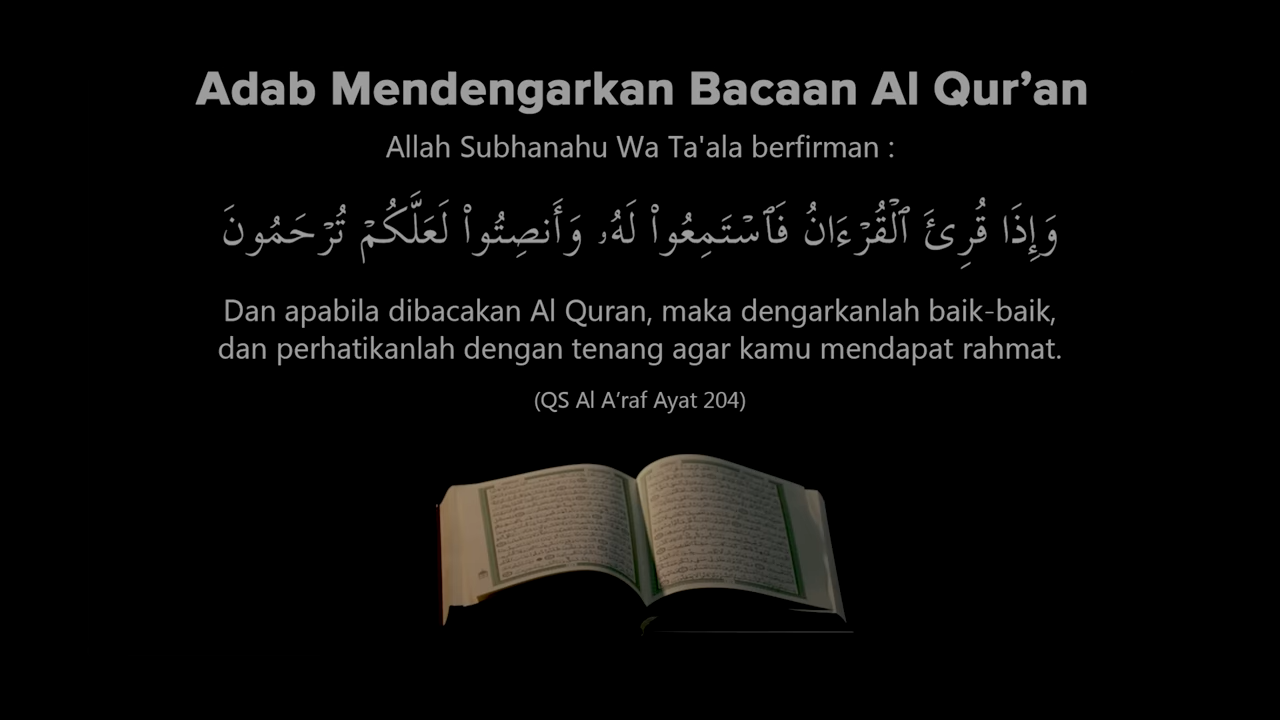 Adab Mendengarkan Bacaan Al Qur’an
Allah Subhanahu Wa Ta'ala berfirman :
وَإِذَا قُرِئَ ٱلْقُرْءَانُ فَٱسْتَمِعُوا۟ لَهُۥ وَأَنصِتُوا۟ لَعَلَّكُمْ تُرْحَمُونَ
Dan apabila dibacakan Al Quran, maka dengarkanlah baik-baik,
dan perhatikanlah dengan tenang agar kamu mendapat rahmat.
(QS Al A’raf Ayat 204)